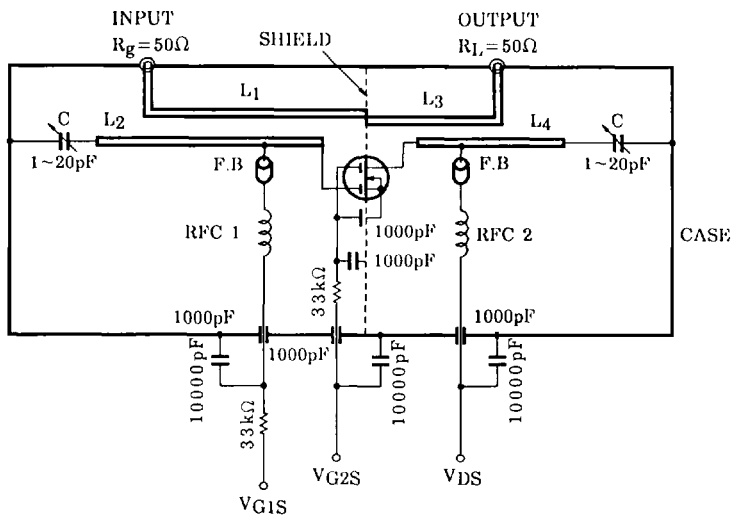 INPUT
Rg=50Ω
OUTPUT
RL=50Ω
SHIELD
L1
L3
C
1~20pF
L2
L4
C
1~20pF
F.B
F.B
RFC 1
1000pF
RFC 2
CASE
1000pF
33kΩ
1000pF
1000pF
1000pF
10000pF
10000pF
10000pF
33kΩ
VG1S
VG2S
VDS